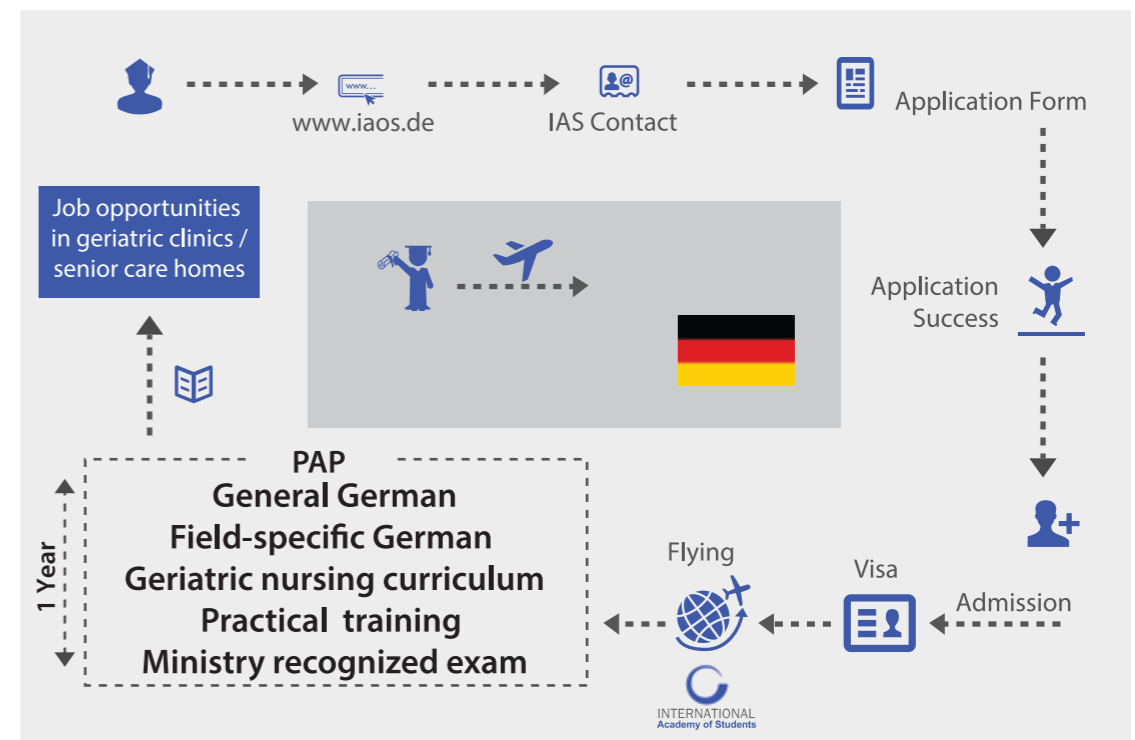 www...
www.iaos.de
IAS Contact
Application Form
Job opportunities
in geriatric clinics /
senior care homes
Application
Success
PAP
General German
Field-specific German
Geriatric nursing curriculum
Practical training
Ministry recognized exam
1 Year
Flying
Visa
Admission
INTERNATIONAL
Academy of Students